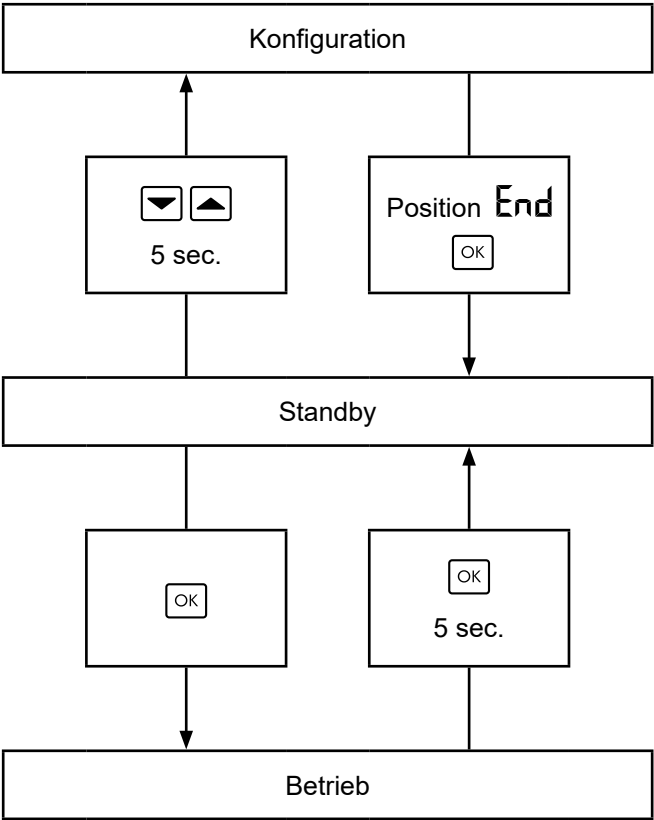 Konfiguration
5 sec.
Position End
OK
Standby
OK
OK
5 sec.
Betrieb